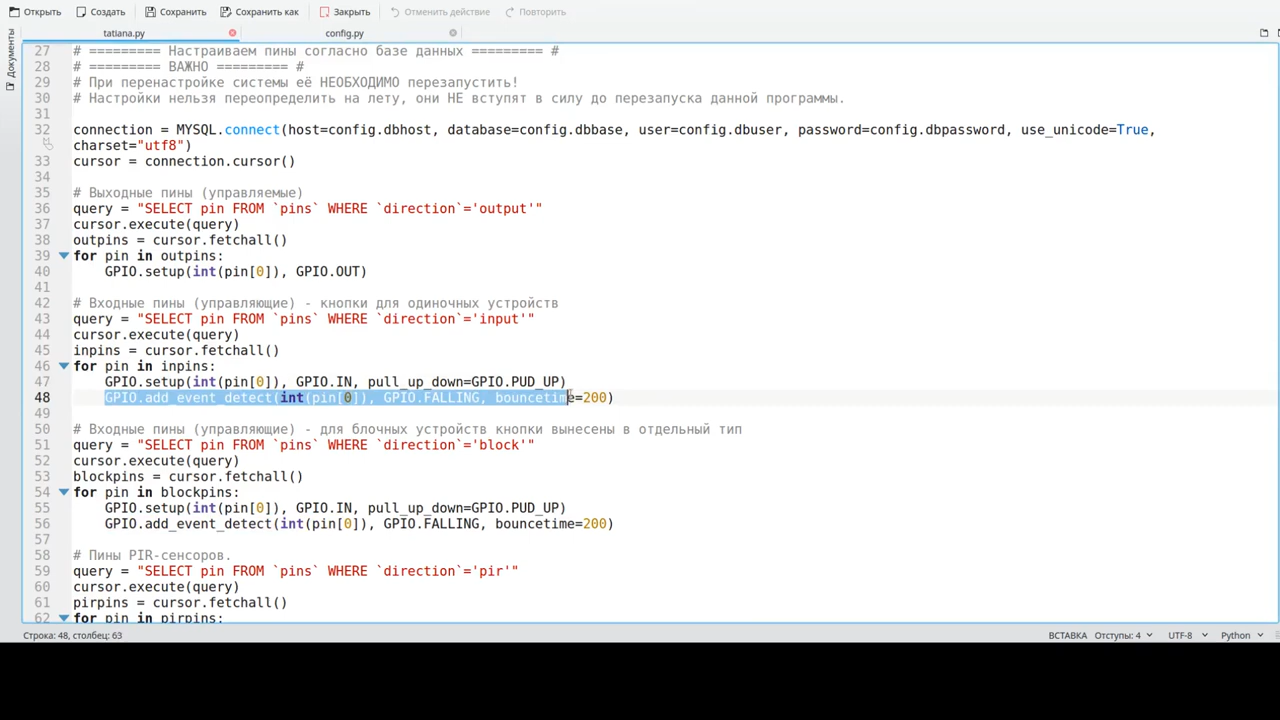 Открыть Создать Сохранить Сохранить как Закрыть Отменить действие Повторить
Документы
tatiana.py config.py
27 # ========= Настраиваем пины согласно базе данных ========= #
28 # ========= ВАЖНО ========= #
29 # При перенастройке системы её НЕОБХОДИМО перезапустить!
30 # Настройки нельзя переопределить на лету, они НЕ вступят в силу до перезапуска данной программы.
31
32 connection = MYSQL.connect(host=config.dbhost, database=config.dbbase, user=config.dbuser, password=config.dbpassword, use_unicode=True,
charset="utf8")
33 cursor = connection.cursor()
34
35 # Выходные пины (управляемые)
36 query = "SELECT pin FROM `pins` WHERE `direction`='output'"
37 cursor.execute(query)
38 outpins = cursor.fetchall()
39 for pin in outpins:
40 GPIO.setup(int(pin[0]), GPIO.OUT)
41
42 # Входные пины (управляющие) - кнопки для одиночных устройств
43 query = "SELECT pin FROM `pins` WHERE `direction`='input'"
44 cursor.execute(query)
45 inpins = cursor.fetchall()
46 for pin in inpins:
47 GPIO.setup(int(pin[0]), GPIO.IN, pull_up_down=GPIO.PUD_UP)
48 GPIO.add_event_detect(int(pin[0]), GPIO.FALLING, bouncetime=200)
49
50 # Входные пины (управляющие) - для блочных устройств кнопки вынесены в отдельный тип
51 query = "SELECT pin FROM `pins` WHERE `direction`='block'"
52 cursor.execute(query)
53 blockpins = cursor.fetchall()
54 for pin in blockpins:
55 GPIO.setup(int(pin[0]), GPIO.IN, pull_up_down=GPIO.PUD_UP)
56 GPIO.add_event_detect(int(pin[0]), GPIO.FALLING, bouncetime=200)
57
58 # Пины PIR-сенсоров.
59 query = "SELECT pin FROM `pins` WHERE `direction`='pir'"
60 cursor.execute(query)
61 pirpins = cursor.fetchall()
62 for pin in pirpins:
Строка: 48, столбец: 63 ВСТАВКА Отступы: 4 UTF-8 Python